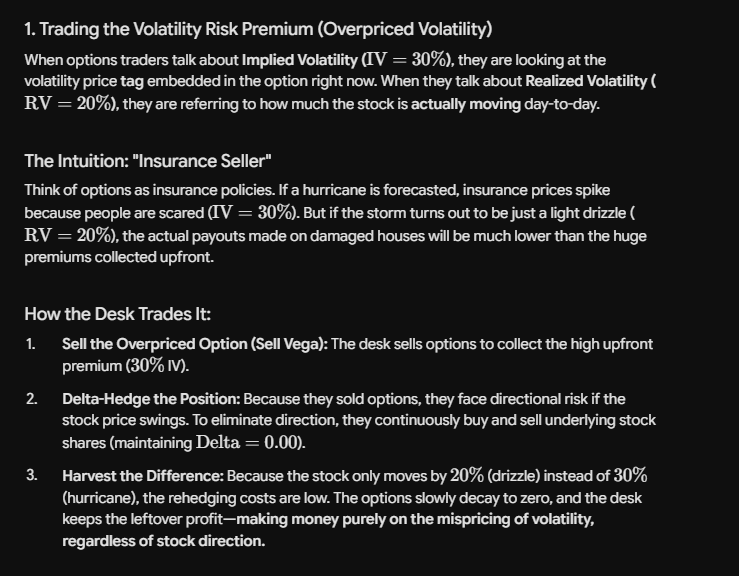 1. Trading the Volatility Risk Premium (Overpriced Volatility)
When options traders talk about Implied Volatility (IV = 30%), they are looking at the
volatility price tag embedded in the option right now. When they talk about Realized Volatility (
RV = 20%), they are referring to how much the stock is actually moving day-to-day.
The Intuition: "Insurance Seller"
Think of options as insurance policies. If a hurricane is forecasted, insurance prices spike
because people are scared (IV = 30%). But if the storm turns out to be just a light drizzle (
RV = 20%), the actual payouts made on damaged houses will be much lower than the huge
premiums collected upfront.
How the Desk Trades It:
1. Sell the Overpriced Option (Sell Vega): The desk sells options to collect the high upfront
premium (30% IV).
2. Delta-Hedge the Position: Because they sold options, they face directional risk if the
stock price swings. To eliminate direction, they continuously buy and sell underlying stock
shares (maintaining Delta = 0.00).
3. Harvest the Difference: Because the stock only moves by 20% (drizzle) instead of 30%
(hurricane), the rehedging costs are low. The options slowly decay to zero, and the desk
keeps the leftover profit—making money purely on the mispricing of volatility,
regardless of stock direction.